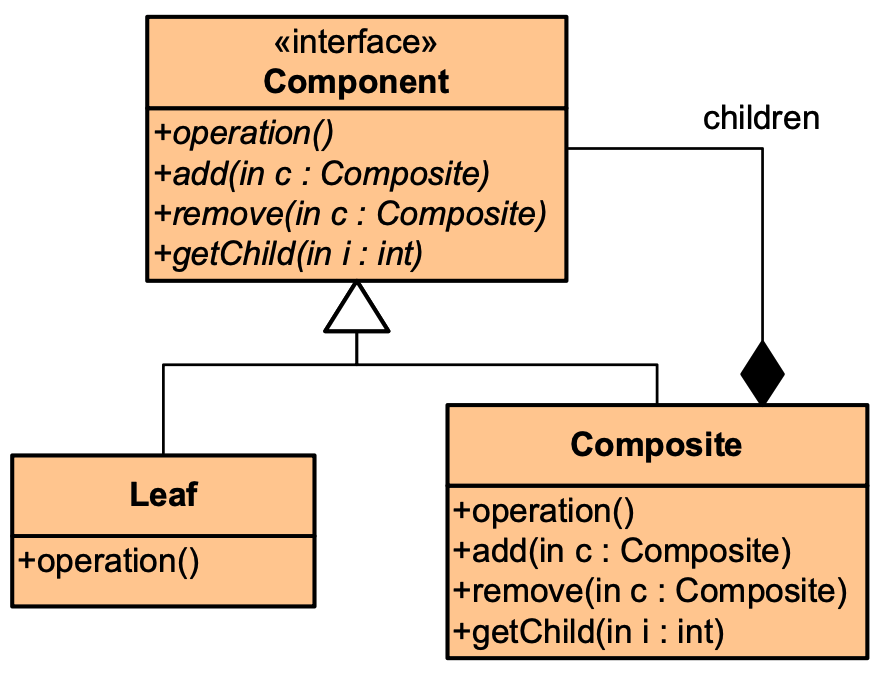 «interface»
Component
+operation()
+add(in c : Composite)
+remove(in c : Composite)
+getChild(in i : int)
children
Leaf
+operation()
Composite
+operation()
+add(in c : Composite)
+remove(in c : Composite)
+getChild(in i : int)